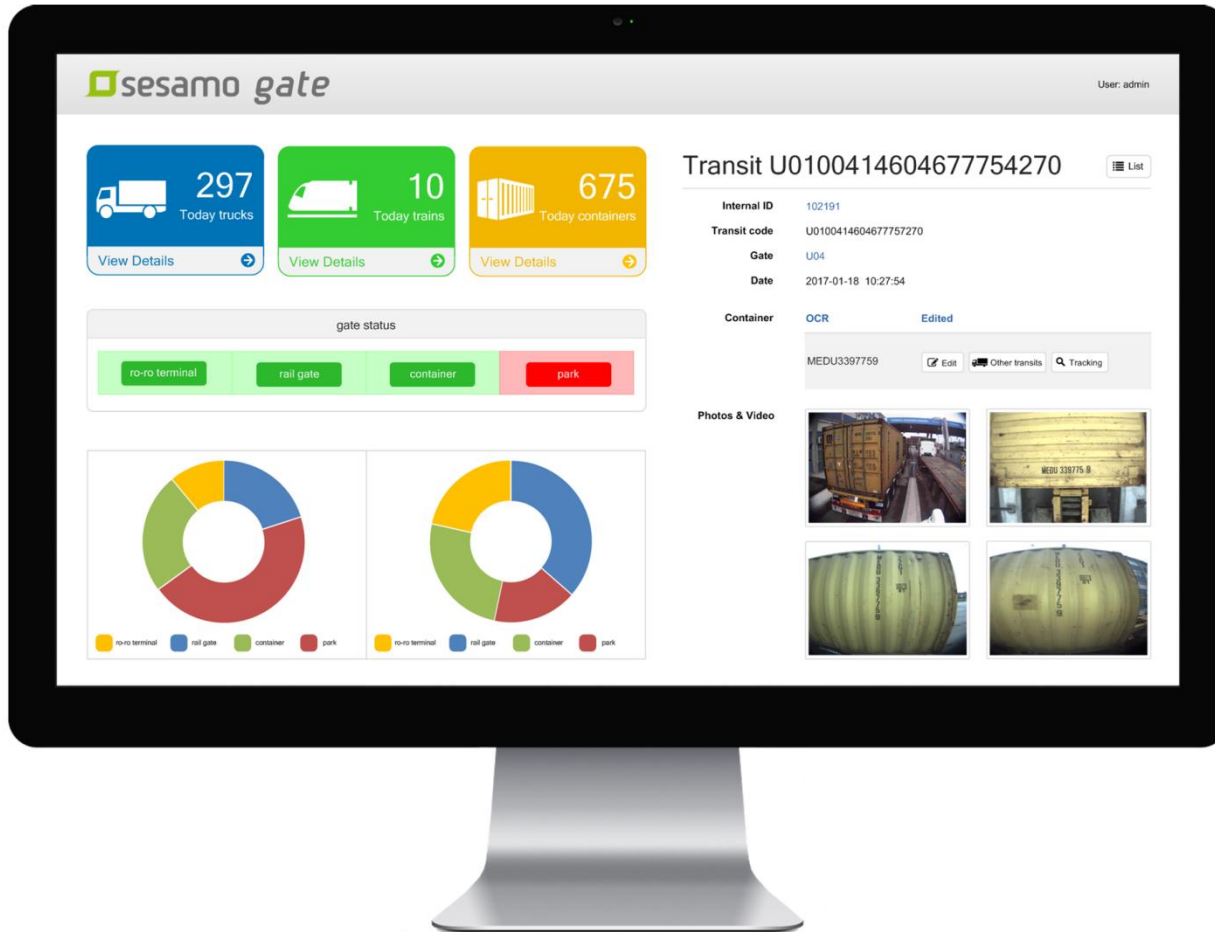 sesamo gate
User: admin
297
Today trucks
View Details
10
Today trains
View Details
675
Today containers
View Details
gate status
ro-ro terminal
rail gate
container
park
ro-ro terminal
rail gate
container
park
ro-ro terminal
rail gate
container
park
Transit U0100414604677754270
List
Internal ID 102191
Transit code U0100414604677757270
Gate U04
Date 2017-01-18 10:27:54
Container OCR Edited
MEDU3397759 Edit Other transits Tracking
Photos & Video
MEDU 339775 9